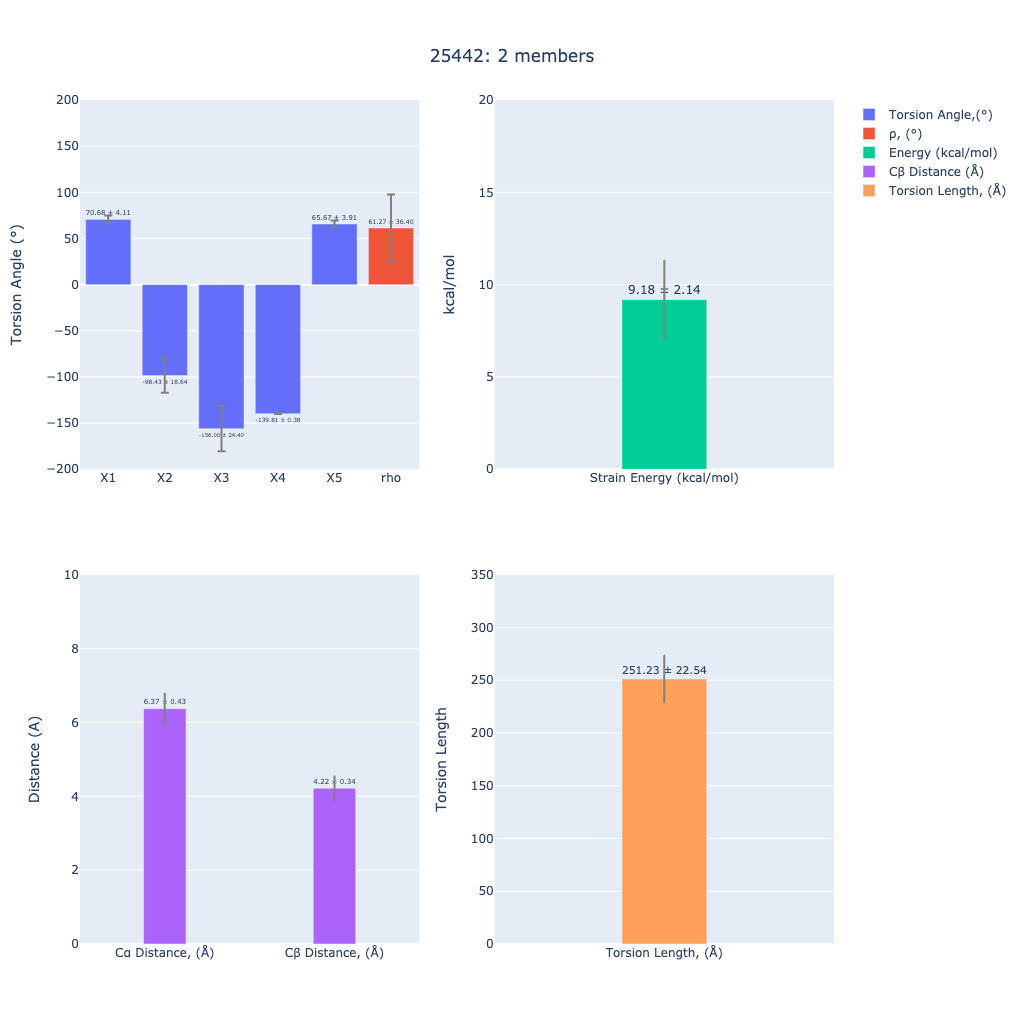 25442: 2 members
Torsion Angle (°)
200
150
100
50
0
−50
−100
−150
−200
70.68 ± 4.11
-98.43 ± 18.64
-156.00 ± 24.40
-139.81 ± 0.38
65.67 ± 3.91
61.27 ± 36.40
X1 X2 X3 X4 X5 rho
kcal/mol
20
15
10
5
0
9.18 ± 2.14
Strain Energy (kcal/mol)
Torsion Angle,(°)
ρ, (°)
Energy (kcal/mol)
Cβ Distance (Å)
Torsion Length, (Å)
Distance (A)
10
8
6
4
2
0
6.37 ± 0.43
4.22 ± 0.34
Cα Distance, (Å) Cβ Distance, (Å)
Torsion Length
350
300
250
200
150
100
50
0
251.23 ± 22.54
Torsion Length, (Å)